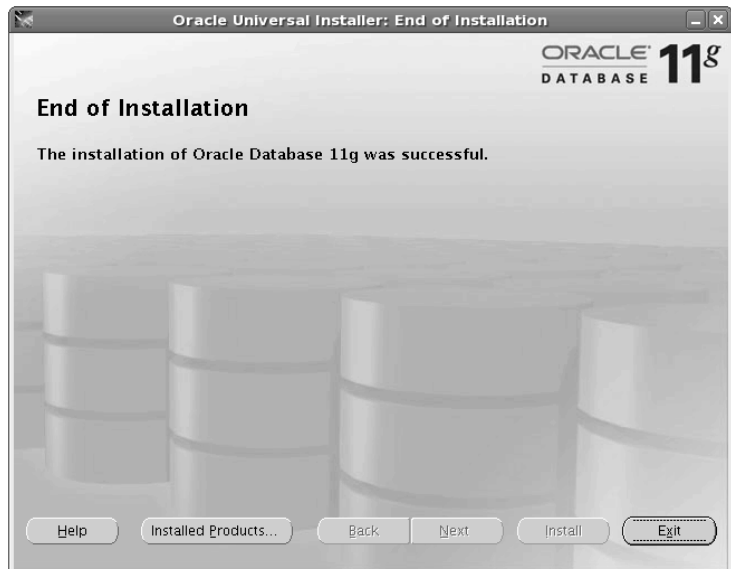 Oracle Universal Installer: End of Installation
ORACLE 11g
DATABASE
End of Installation
The installation of Oracle Database 11g was successful.
Help Installed Products... Back Next Install Exit